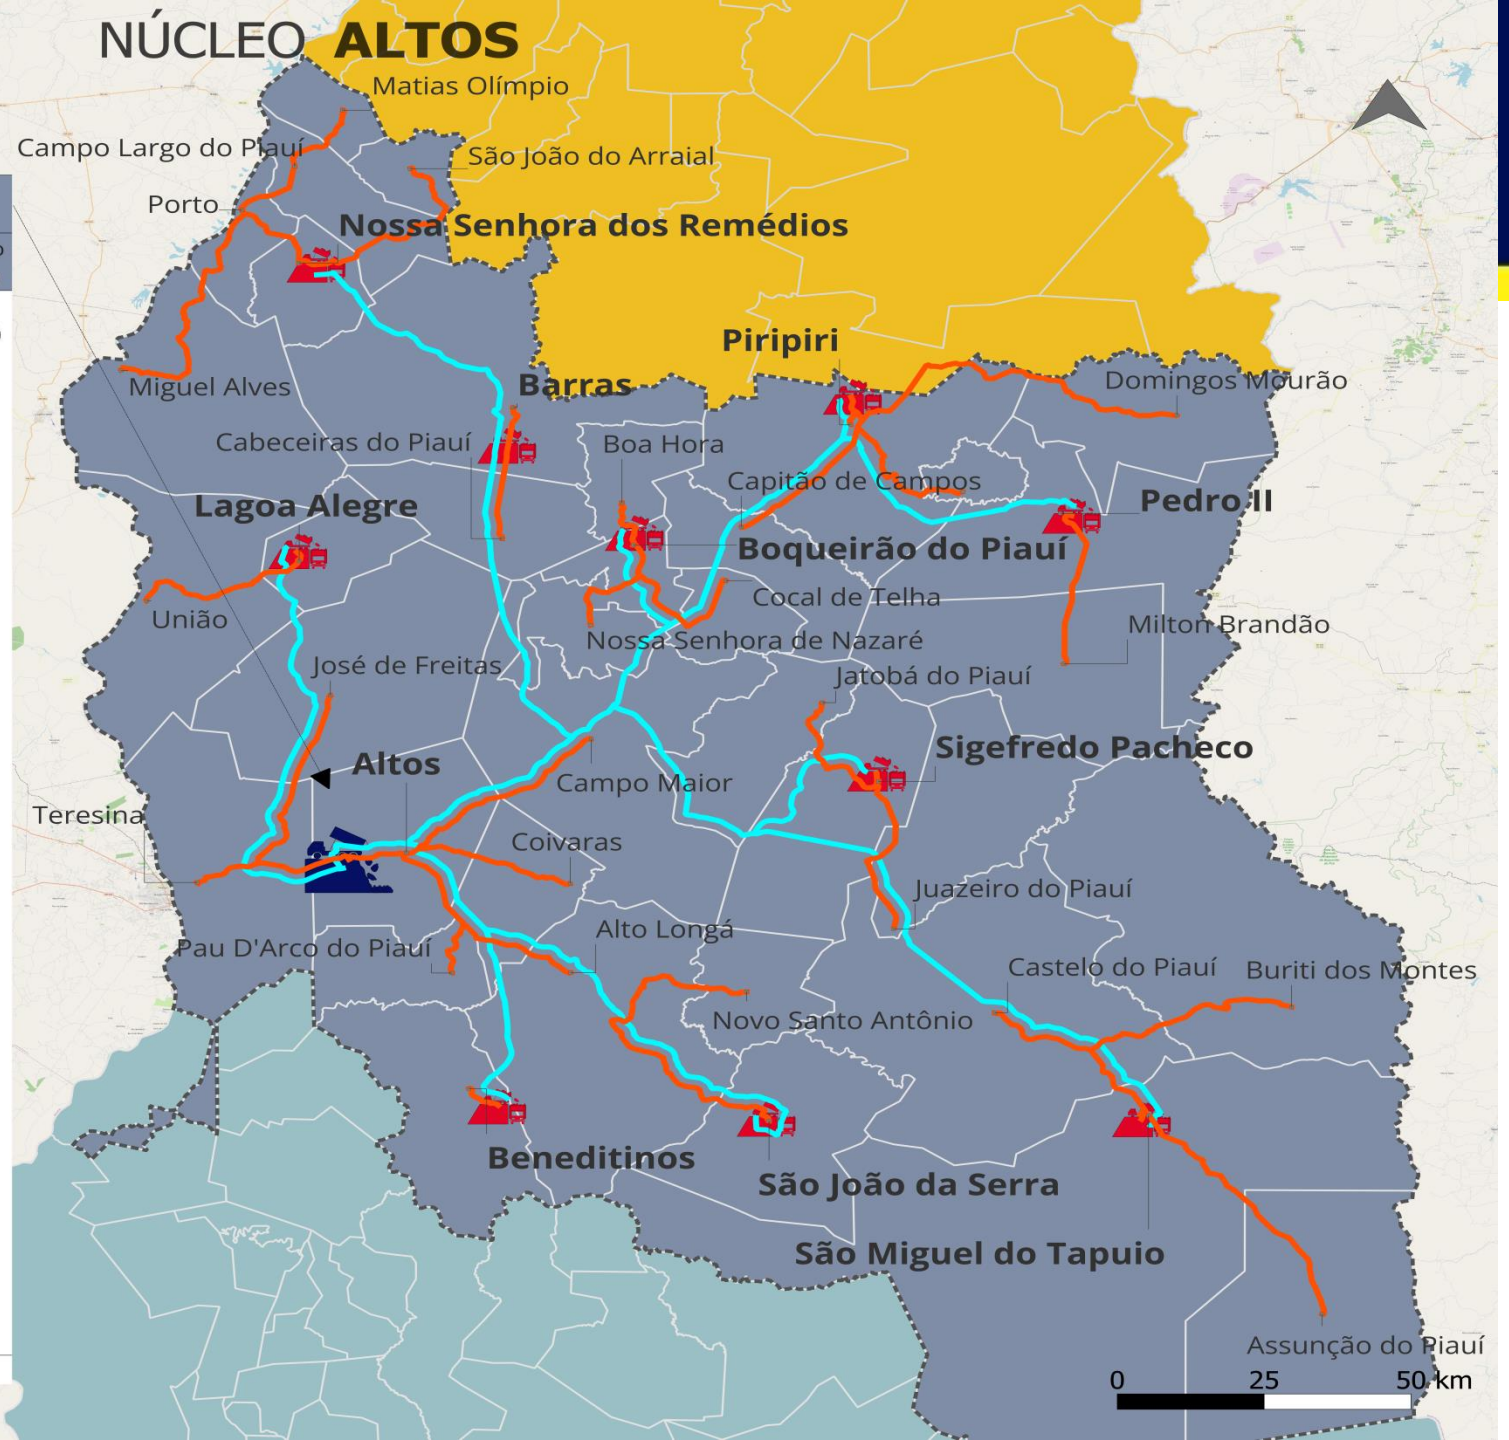 NÚCLEO ALTOS
Matias Olímpio
Campo Largo do Piauí
São João do Arraial
Porto
Nossa Senhora dos Remédios
Piripiri
Domingos Mourão
Miguel Alves
Barras
Cabeceiras do Piauí
Boa Hora
Capitão de Campos
Pedro II
Lagoa Alegre
Boqueirão do Piauí
Cocal de Telha
União
Milton Brandão
Nossa Senhora de Nazaré
José de Freitas
Jatobá do Piauí
Sigefredo Pacheco
Altos
Campo Maior
Teresina
Coivaras
Juazeiro do Piauí
Alto Longá
Pau D'Arco do Piauí
Castelo do Piauí
Buriti dos Montes
Novo Santo Antônio
Beneditinos
São João da Serra
São Miguel do Tapuio
Assunção do Piauí
0 25 50 km